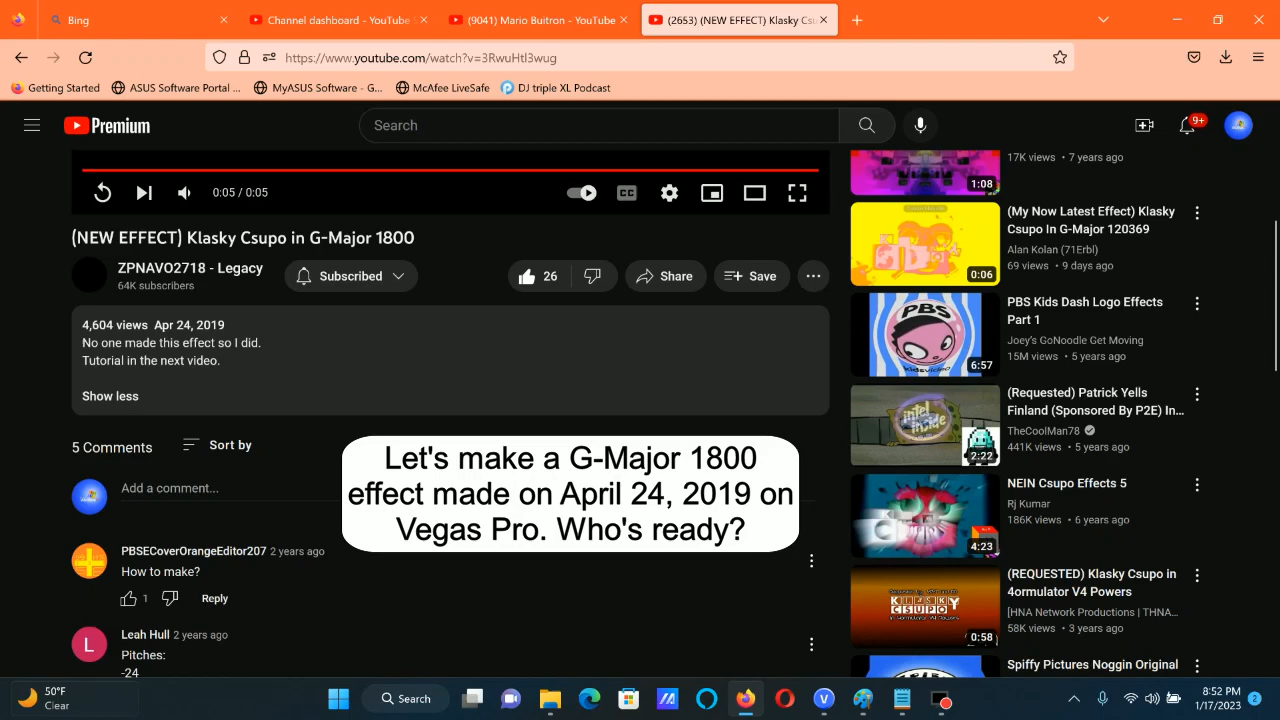 Bing
Channel dashboard - YouTube
(9041) Mario Buitron - YouTube
(2653) (NEW EFFECT) Klasky Csu
https://www.youtube.com/watch?v=3RwuHtl3wug
Getting Started
ASUS Software Portal ...
MyASUS Software - G...
McAfee LiveSafe
DJ triple XL Podcast
Premium
Search
9+
0:05 / 0:05
CC
(NEW EFFECT) Klasky Csupo in G-Major 1800
ZPNAVO2718 - Legacy
64K subscribers
Subscribed
26
Share
Save
4,604 views Apr 24, 2019
No one made this effect so I did.
Tutorial in the next video.
Show less
5 Comments
Sort by
Add a comment...
Let's make a G-Major 1800
effect made on April 24, 2019 on
Vegas Pro. Who's ready?
PBSECoverOrangeEditor207 2 years ago
How to make?
1
Reply
L
Leah Hull 2 years ago
Pitches:
-24
17K views • 7 years ago
1:08
(My Now Latest Effect) Klasky
Csupo In G-Major 120369
Alan Kolan (71Erbl)
69 views • 9 days ago
0:06
PBS Kids Dash Logo Effects
Part 1
Joey's GoNoodle Get Moving
15M views • 5 years ago
PBS
6:57
(Requested) Patrick Yells
Finland (Sponsored By P2E) In...
TheCoolMan78
441K views • 5 years ago
intel
inside
2:22
NEIN Csupo Effects 5
Rj Kumar
186K views • 6 years ago
4:23
(REQUESTED) Klasky Csupo in
4ormulator V4 Powers
[HNA Network Productions | THNA...
58K views • 3 years ago
KLASKY
CSUPO
0:58
Spiffy Pictures Noggin Original
50°F
Clear
Search
8:52 PM
1/17/2023
2